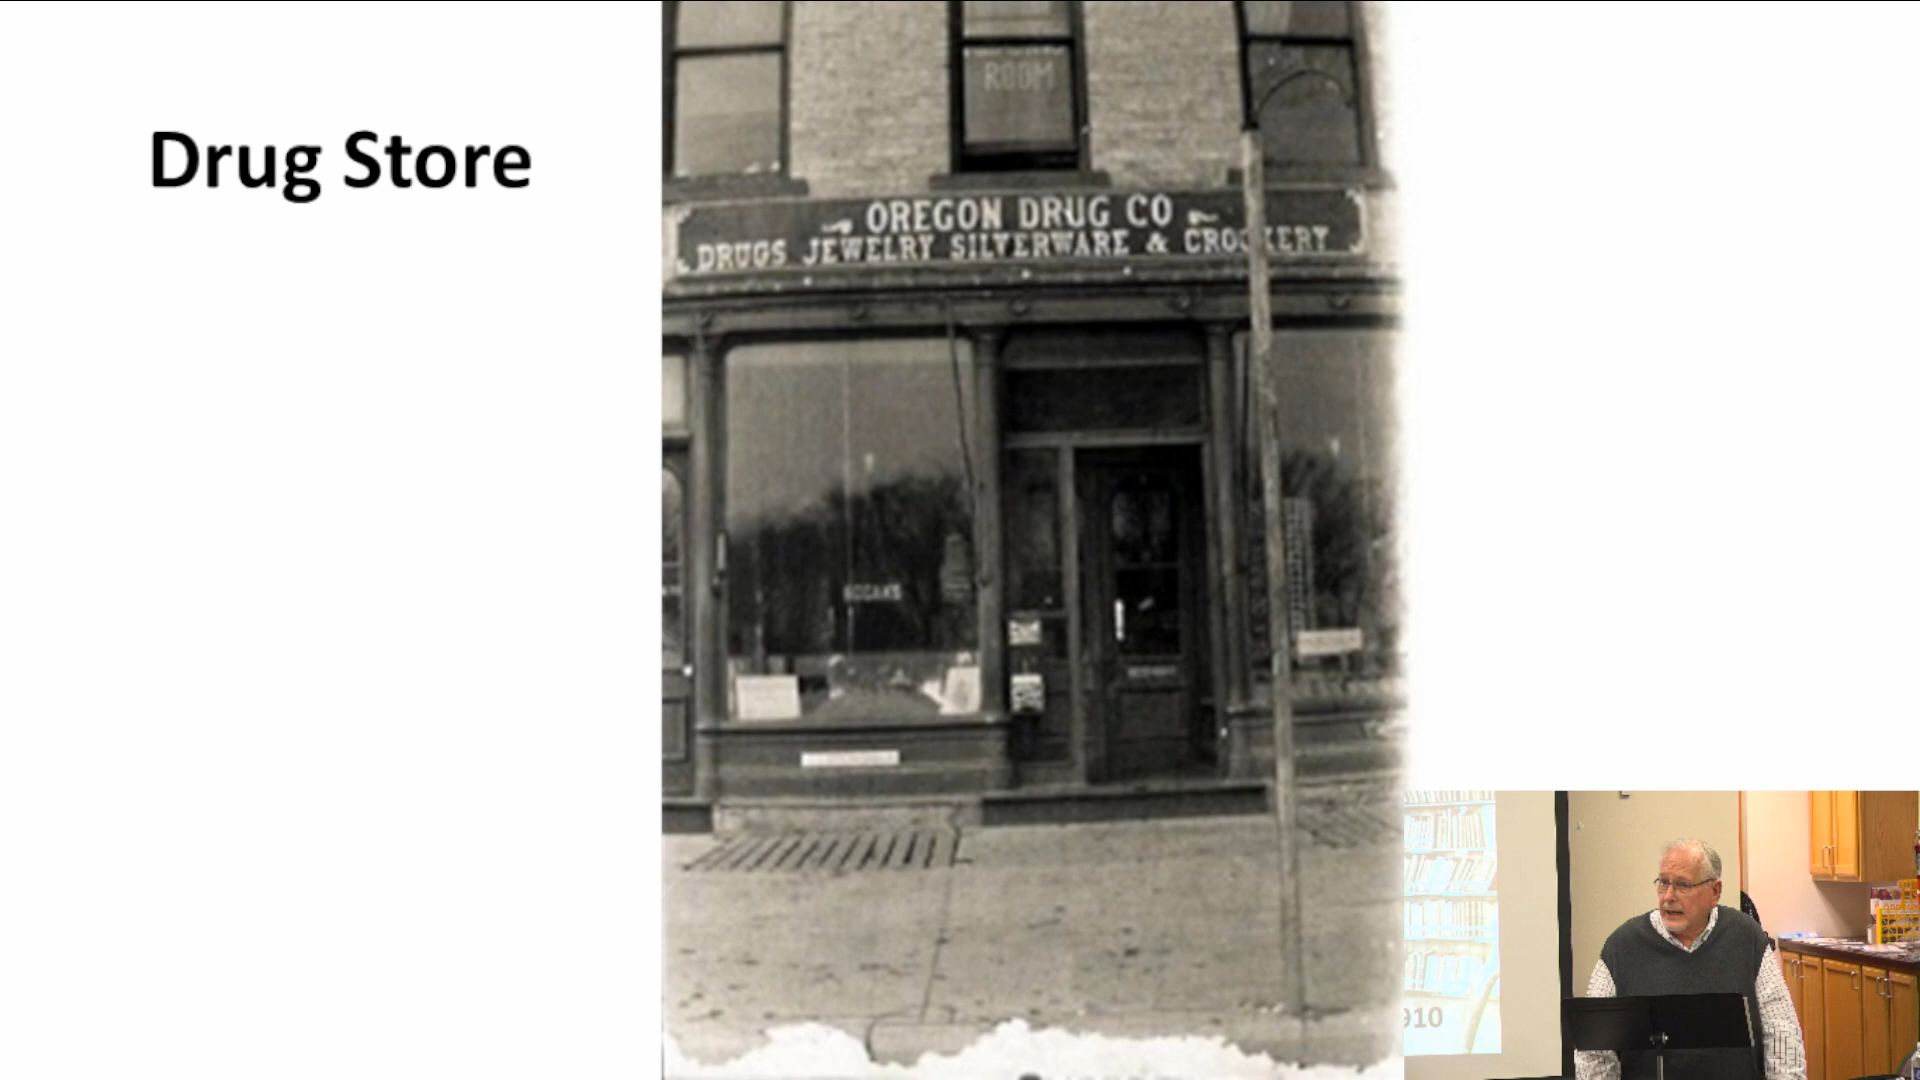 Drug Store
ROOM
OREGON DRUG CO
DRUGS JEWELRY SILVERWARE & CROCKERY
910